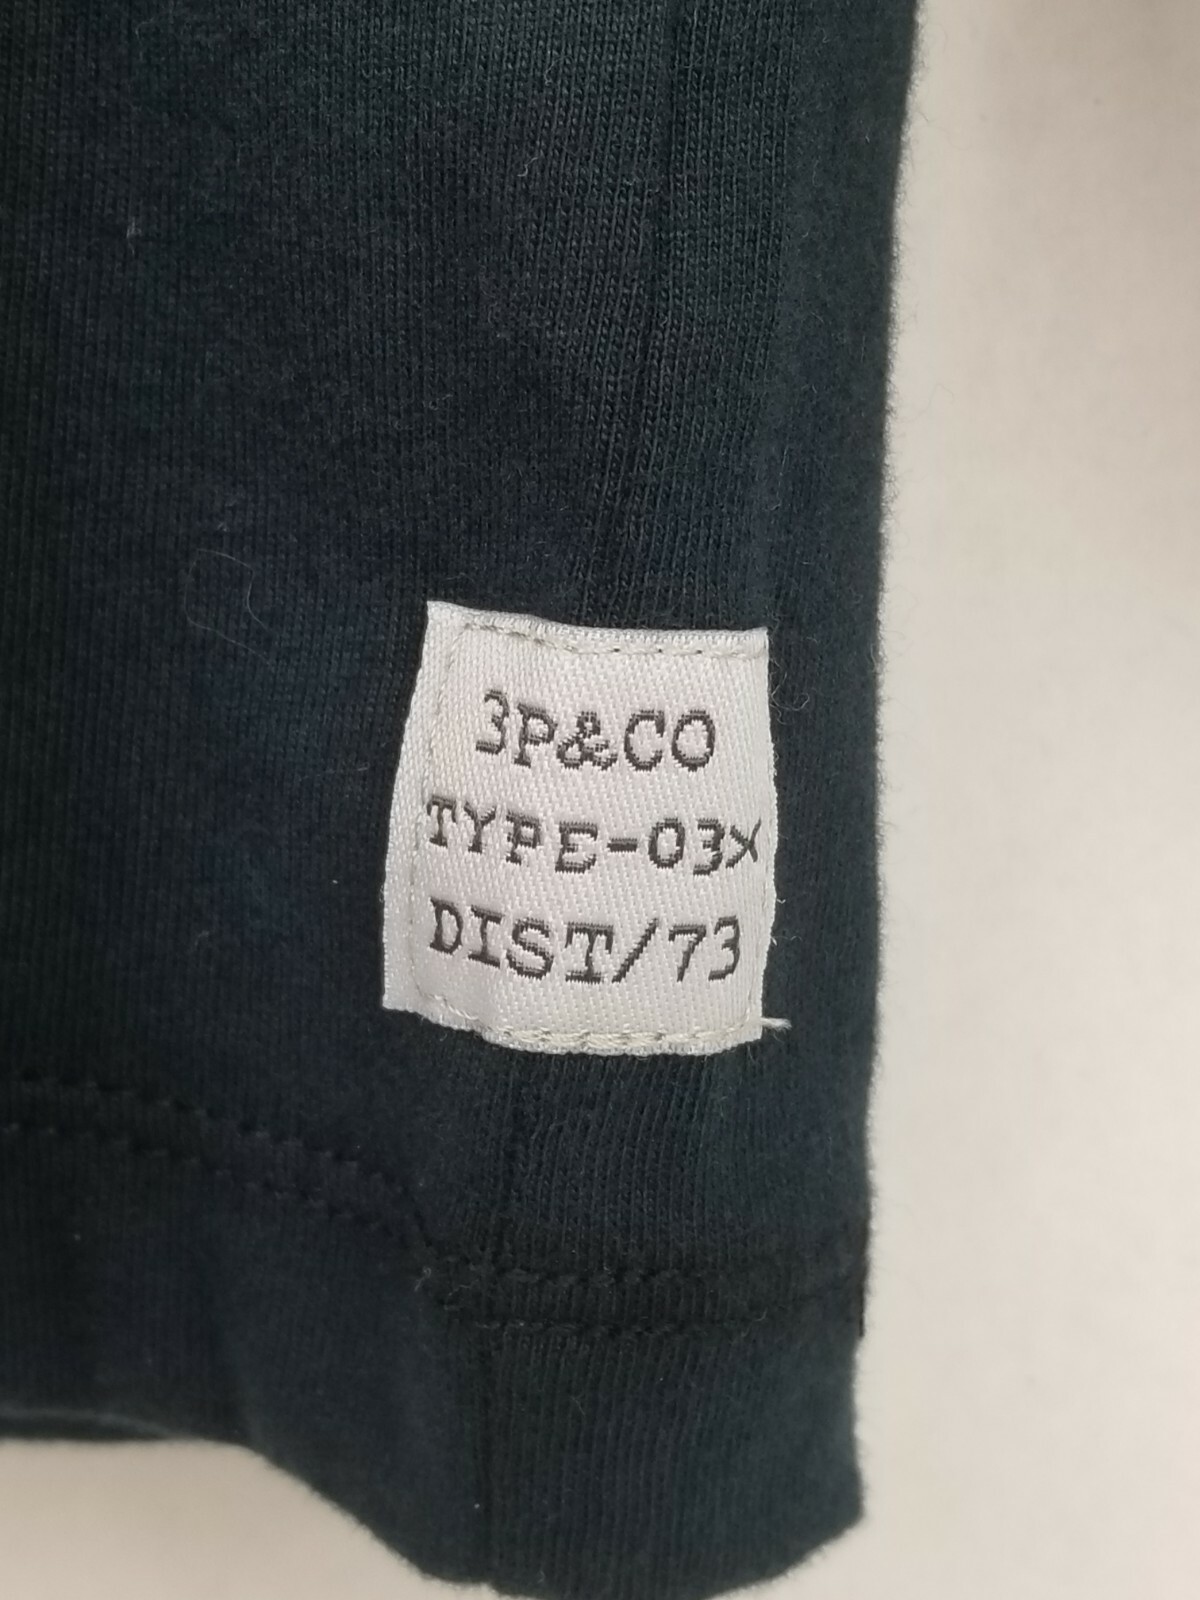 3P&CO
TYPE-03X
DIST/73